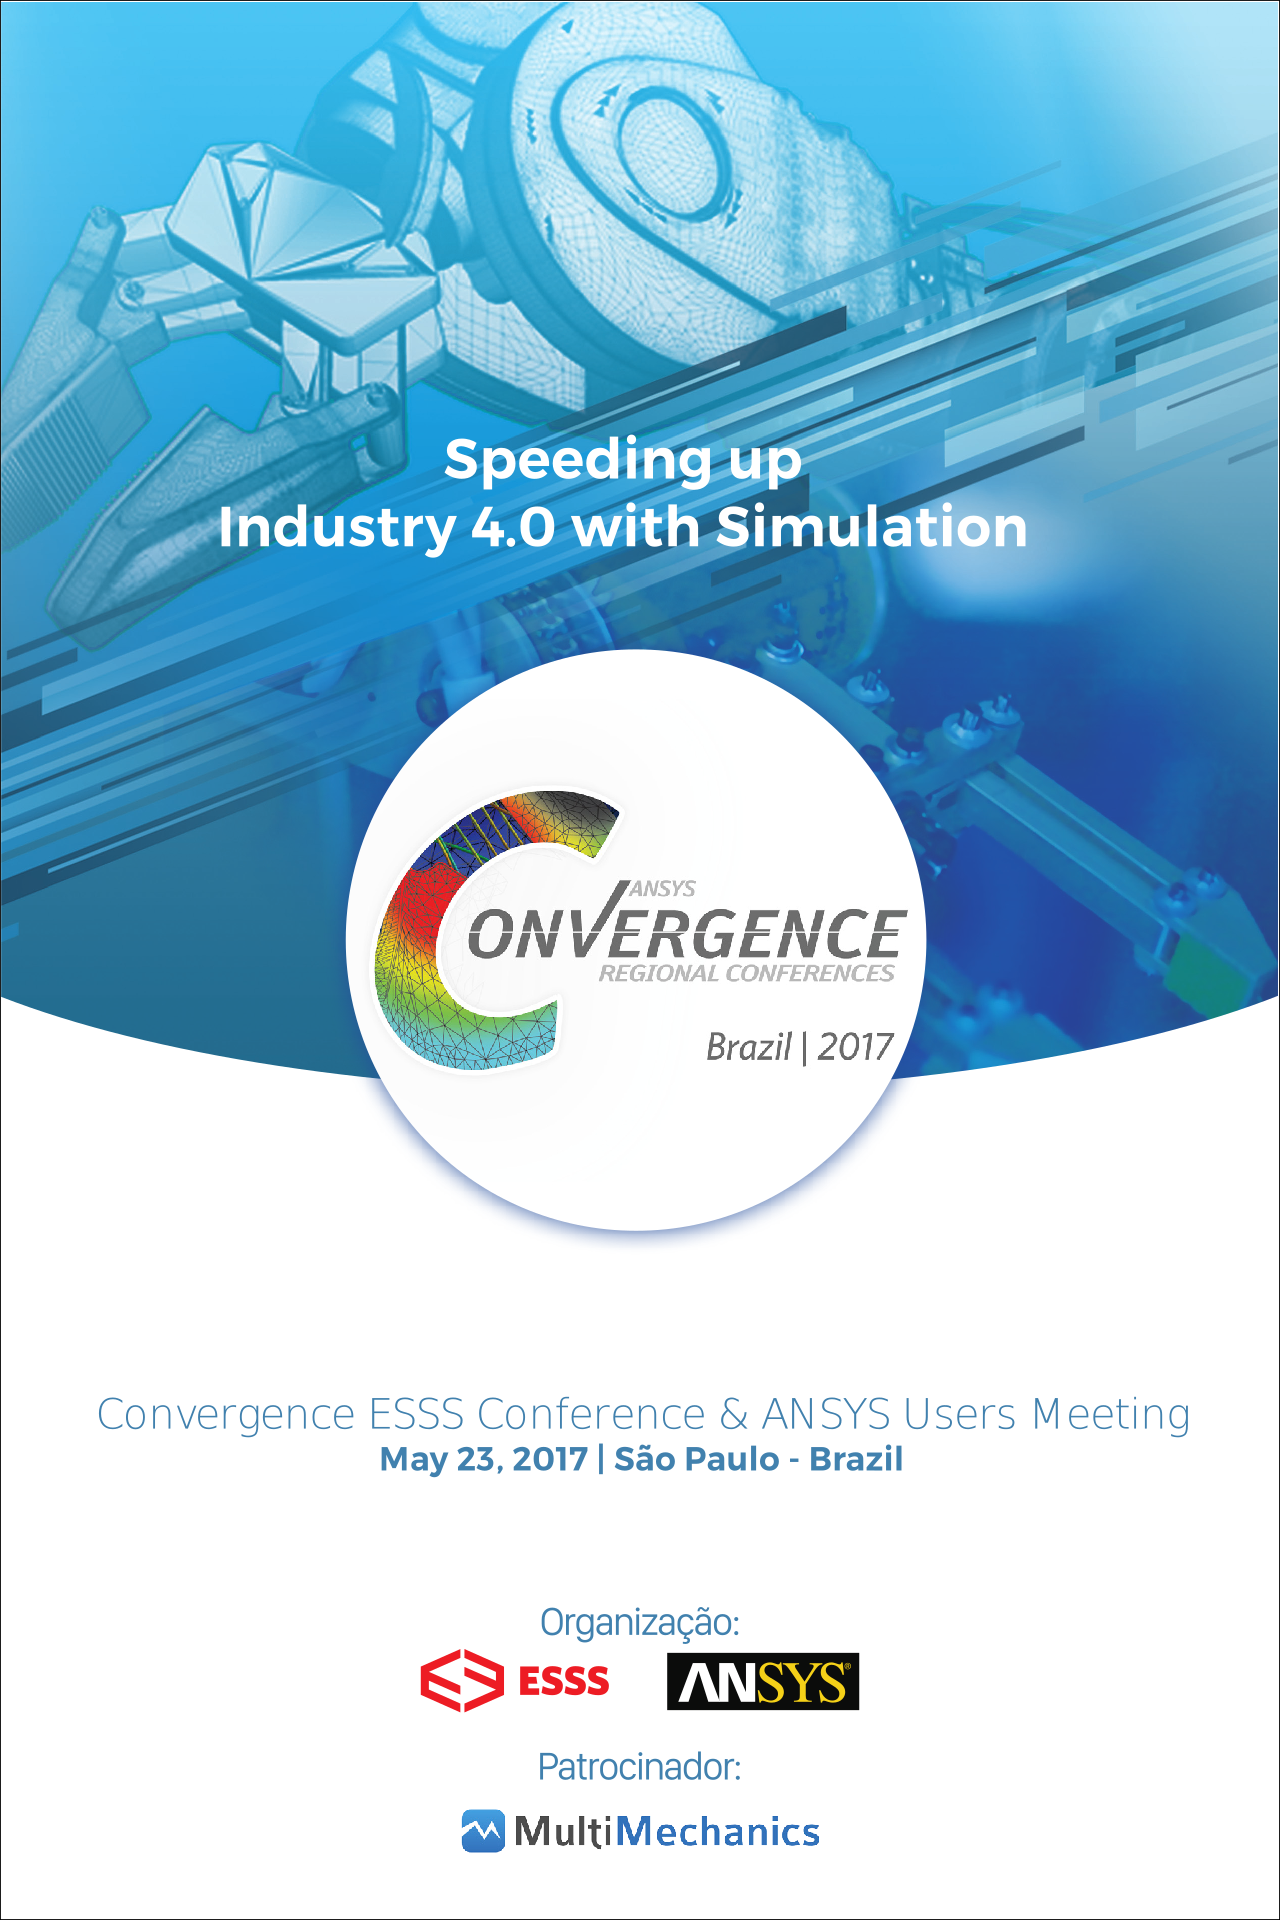 Speeding up
Industry 4.0 with Simulation
ANSYS
CONVERGENCE
REGIONAL CONFERENCES
Brazil | 2017
Convergence ESSS Conference & ANSYS Users Meeting
May 23, 2017 | São Paulo - Brazil
Organização:
ESSS ANSYS®
Patrocinador:
MultiMechanics